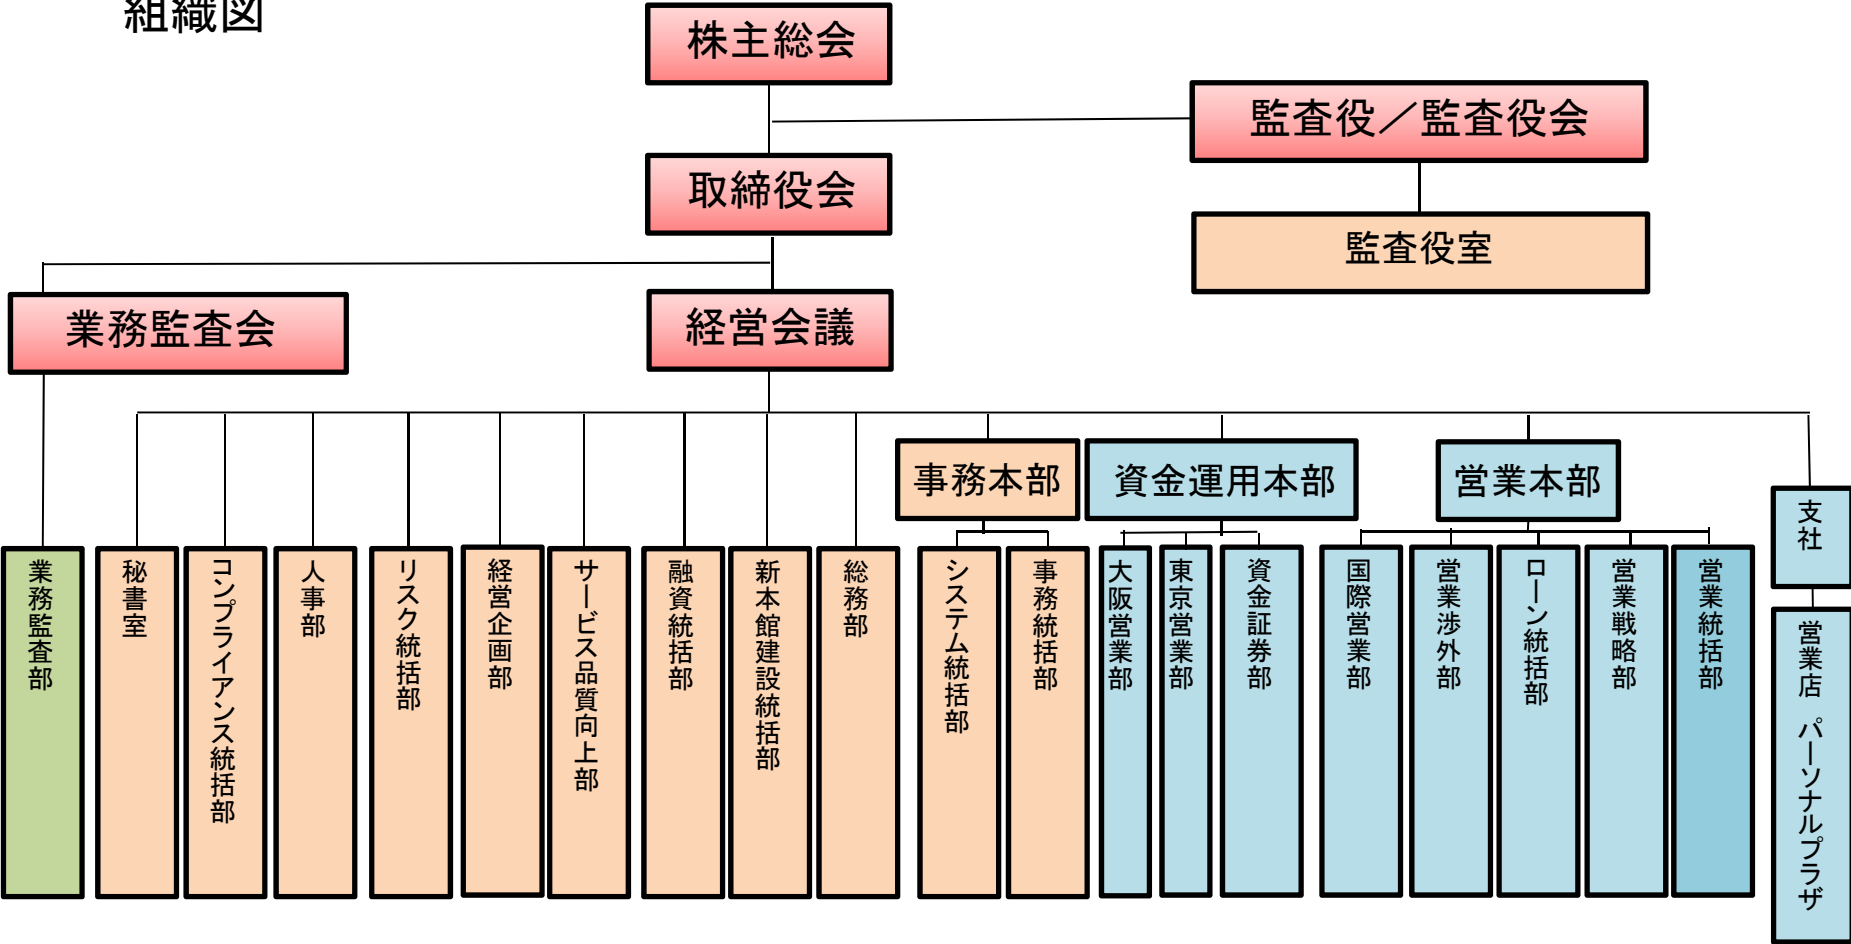 組織図
株主総会
監査役／監査役会
取締役会
監査役室
業務監査会
経営会議
事務本部
資金運用本部
営業本部
支社
業務監査部
秘書室
コンプライアンス統括部
人事部
リスク統括部
経営企画部
サービス品質向上部
融資統括部
新本館建設統括部
総務部
システム統括部
事務統括部
大阪営業部
東京営業部
資金証券部
国際営業部
営業渉外部
ローン統括部
営業戦略部
営業統括部
営業店 パーソナルプラザ